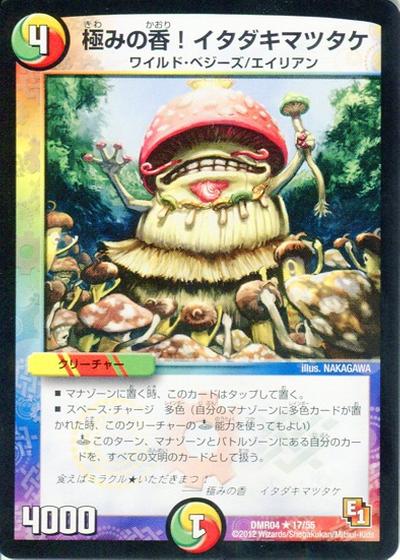 4
きわ かおり
極みの香！イタダキマツタケ
ワイルド・ベジーズ/エイリアン
illus. NAKAGAWA
クリーチャー
■ マナゾーンに置く時、このカードはタップして置く。
■ スペース・チャージ 多色（自分のマナゾーンに多色カードが置
かれた時、このクリーチャーの 能力を使ってもよい）
このターン、マナゾーンとバトルゾーンにある自分のカー
ドを、すべての文明のカードとして扱う。
食えばミラクル★いただきまつ！
——極みの香 イタダキマツタケ
4000
1
DMR04 ★ 17/55
©2012 Wizards/Shogakukan/Mitsui-Kids
E1